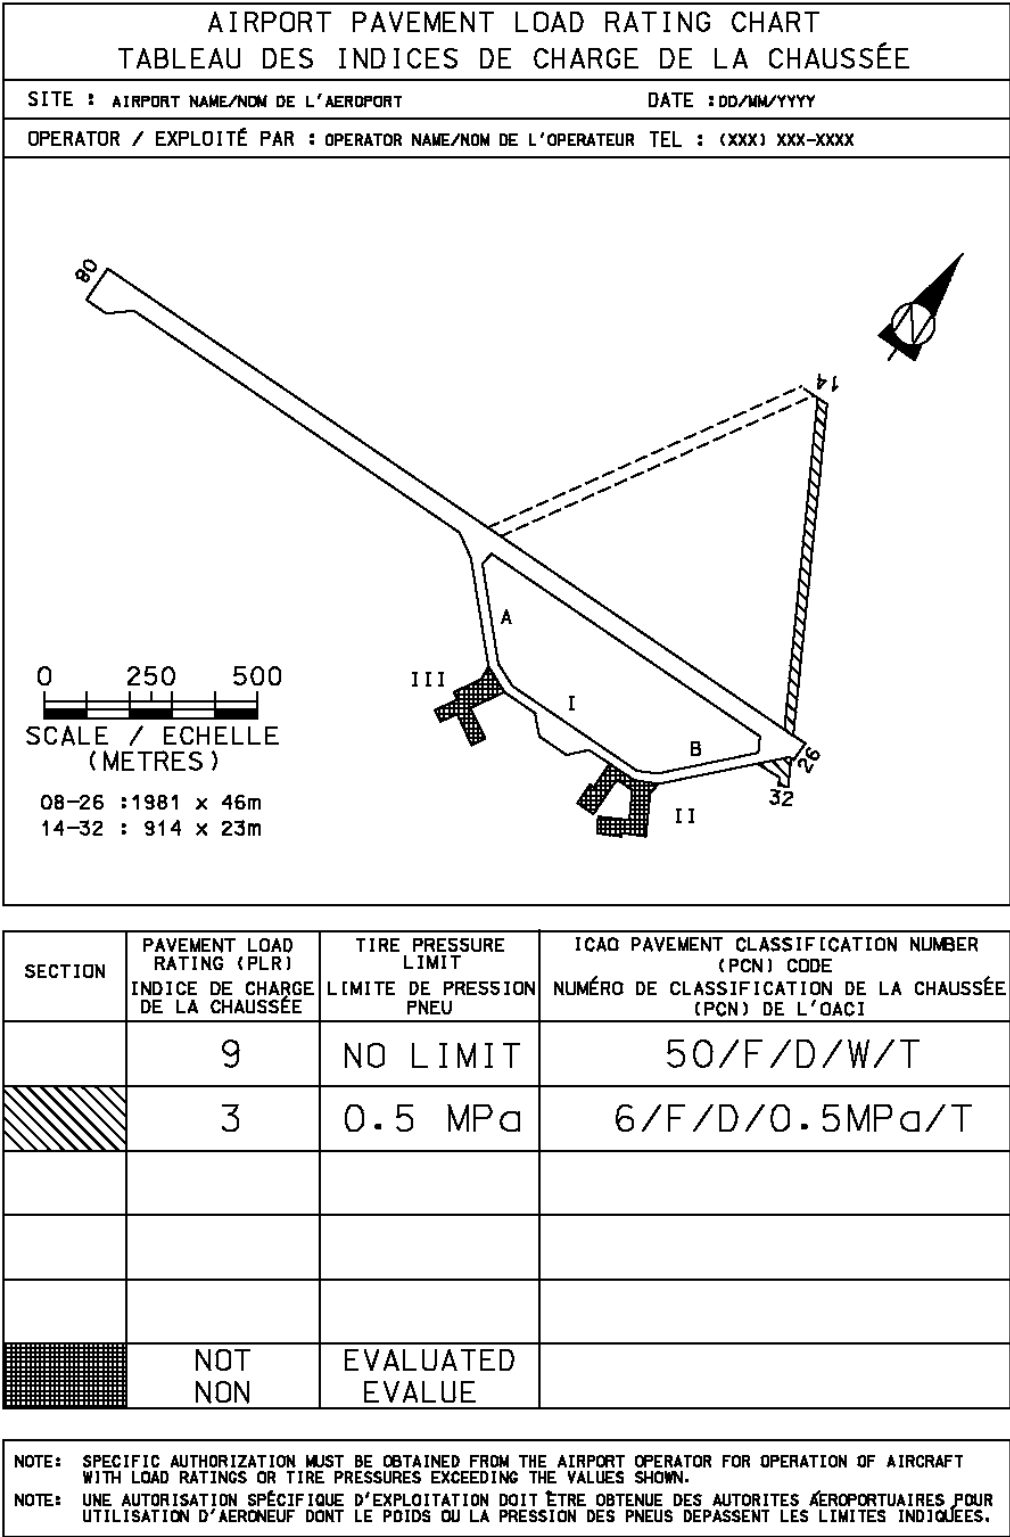 AIRPORT PAVEMENT LOAD RATING CHART
TABLEAU DES INDICES DE CHARGE DE LA CHAUSSÉE
SITE : AIRPORT NAME/NOM DE L'AEROPORT DATE : DD/MM/YYYY
OPERATOR / EXPLOITÉ PAR : OPERATOR NAME/NOM DE L'OPERATEUR TEL : (XXX) XXX-XXXX
08
14
A
III
I
B
26
32
II
0 250 500
SCALE / ECHELLE
(METRES)
08-26 :1981 x 46m
14-32 : 914 x 23m
SECTION
PAVEMENT LOAD
RATING (PLR)
INDICE DE CHARGE
DE LA CHAUSSÉE
TIRE PRESSURE
LIMIT
LIMITE DE PRESSION
PNEU
ICAO PAVEMENT CLASSIFICATION NUMBER
(PCN) CODE
NUMÉRO DE CLASSIFICATION DE LA CHAUSSÉE
(PCN) DE L'OACI
9 NO LIMIT 50/F/D/W/T
3 0.5 MPa 6/F/D/0.5MPa/T
NOT EVALUATED
NON EVALUE
NOTE: SPECIFIC AUTHORIZATION MUST BE OBTAINED FROM THE AIRPORT OPERATOR FOR OPERATION OF AIRCRAFT
WITH LOAD RATINGS OR TIRE PRESSURES EXCEEDING THE VALUES SHOWN.
NOTE: UNE AUTORISATION SPÉCIFIQUE D'EXPLOITATION DOIT ÊTRE OBTENUE DES AUTORITES AÉROPORTUAIRES POUR
UTILISATION D'AERONEUF DONT LE POIDS OU LA PRESSION DES PNEUS DEPASSENT LES LIMITES INDIQUÉES.